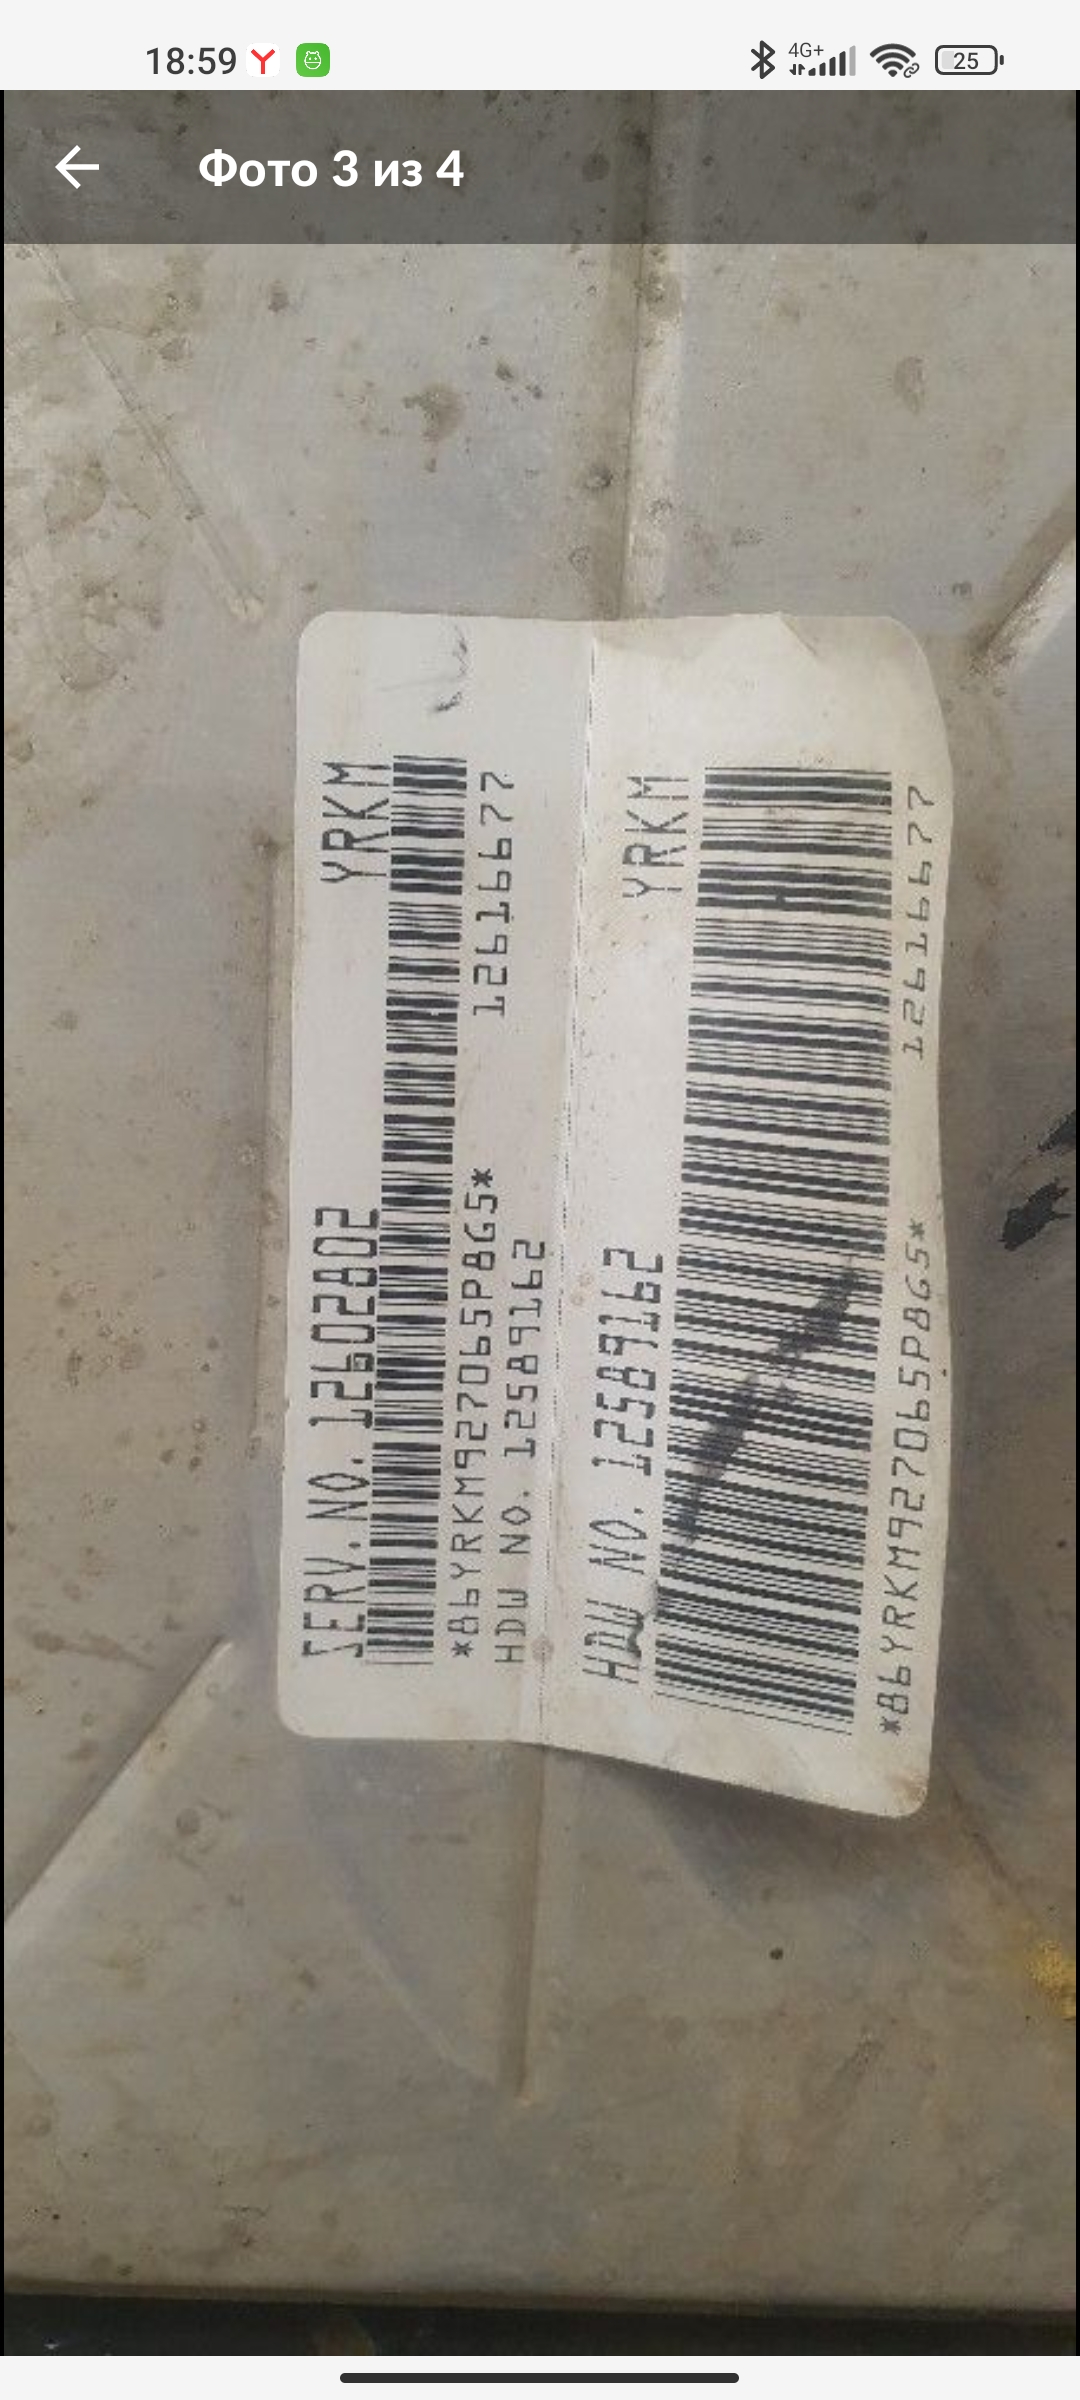 18:59
4G+
25
Фото 3 из 4
SERV. NO. 12602802 YRKM
*86YRKM927065P8G5* 12616677
HDW NO. 12589162
HDW NO. 12589162 YRKM
*86YRKM927065P8G5* 12616677